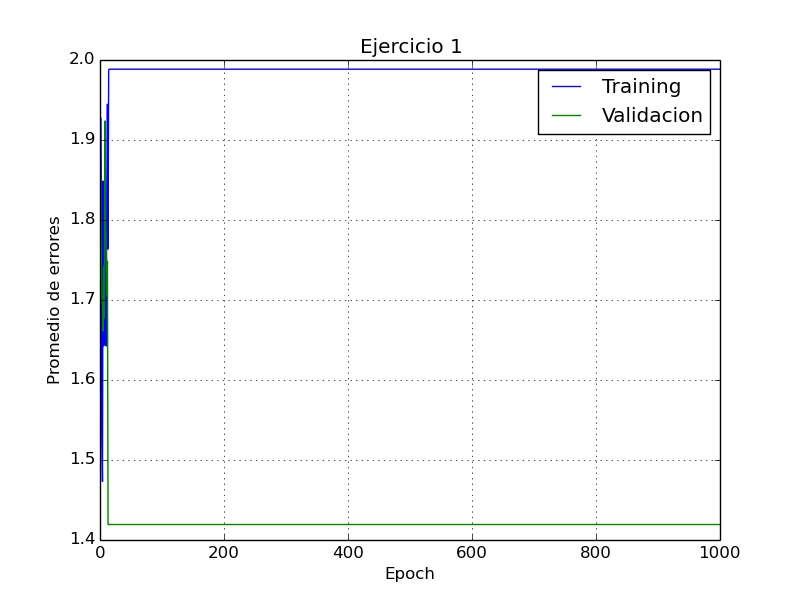 Ejercicio 1
2.0
1.9
1.8
1.7
1.6
1.5
1.4
Promedio de errores
Training
Validacion
0
200
400
600
800
1000
Epoch